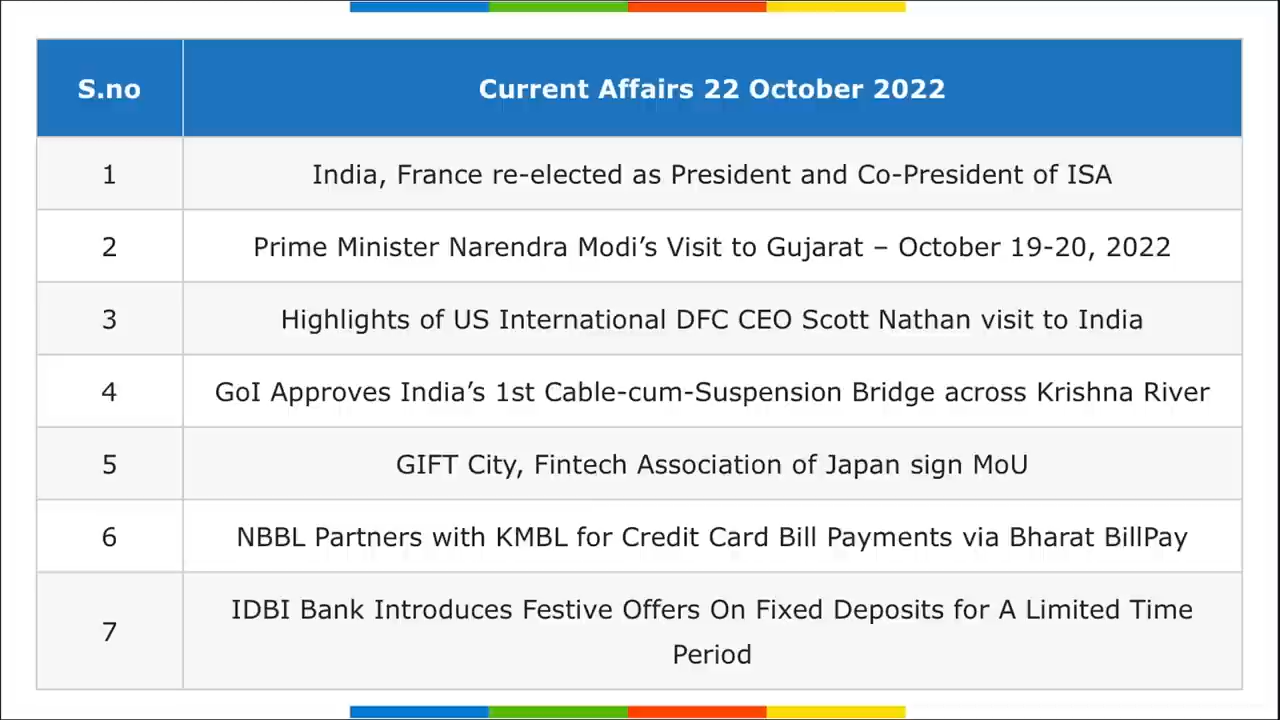 S.no Current Affairs 22 October 2022
1 India, France re-elected as President and Co-President of ISA
2 Prime Minister Narendra Modi’s Visit to Gujarat – October 19-20, 2022
3 Highlights of US International DFC CEO Scott Nathan visit to India
4 GoI Approves India’s 1st Cable-cum-Suspension Bridge across Krishna River
5 GIFT City, Fintech Association of Japan sign MoU
6 NBBL Partners with KMBL for Credit Card Bill Payments via Bharat BillPay
7 IDBI Bank Introduces Festive Offers On Fixed Deposits for A Limited Time
Period